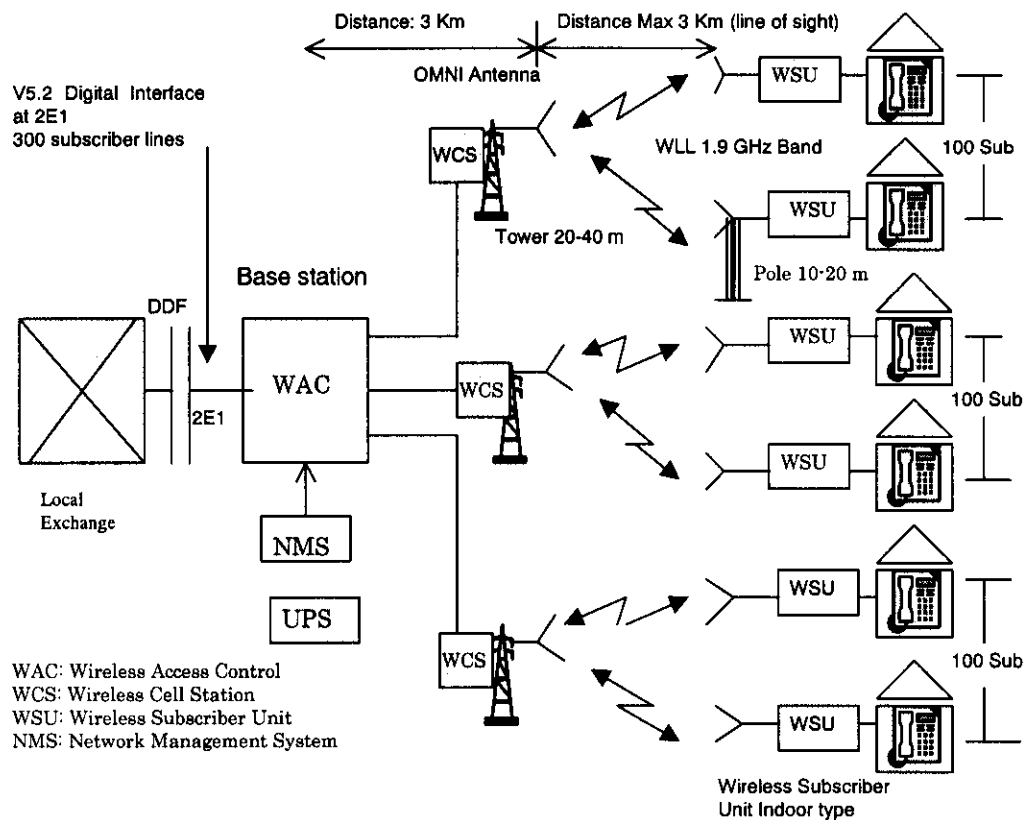 Distance: 3 Km
Distance Max 3 Km (line of sight)
OMNI Antenna
V5.2 Digital Interface
at 2E1
300 subscriber lines
WSU
WCS
WLL 1.9 GHz Band
100 Sub
WSU
Tower 20-40 m
Pole 10-20 m
Base station
DDF
WSU
WAC
WCS
2E1
100 Sub
WSU
Local
Exchange
NMS
WSU
UPS
WCS
100 Sub
WAC: Wireless Access Control
WCS: Wireless Cell Station
WSU: Wireless Subscriber Unit
NMS: Network Management System
WSU
Wireless Subscriber
Unit Indoor type